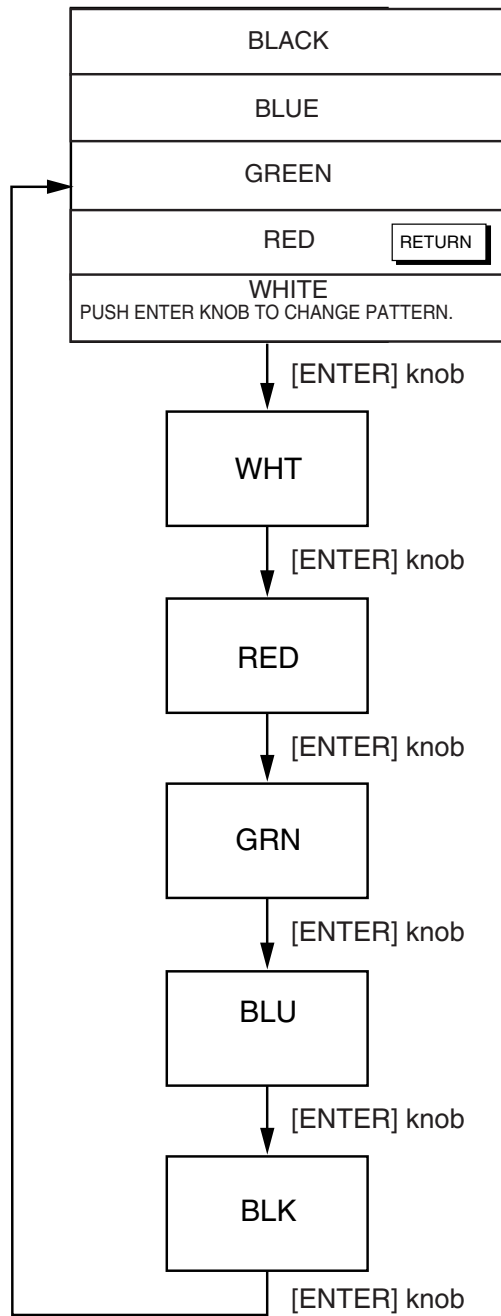 BLACK
BLUE
GREEN
RED RETURN
WHITE
PUSH ENTER KNOB TO CHANGE PATTERN.
[ENTER] knob
WHT
[ENTER] knob
RED
[ENTER] knob
GRN
[ENTER] knob
BLU
[ENTER] knob
BLK
[ENTER] knob